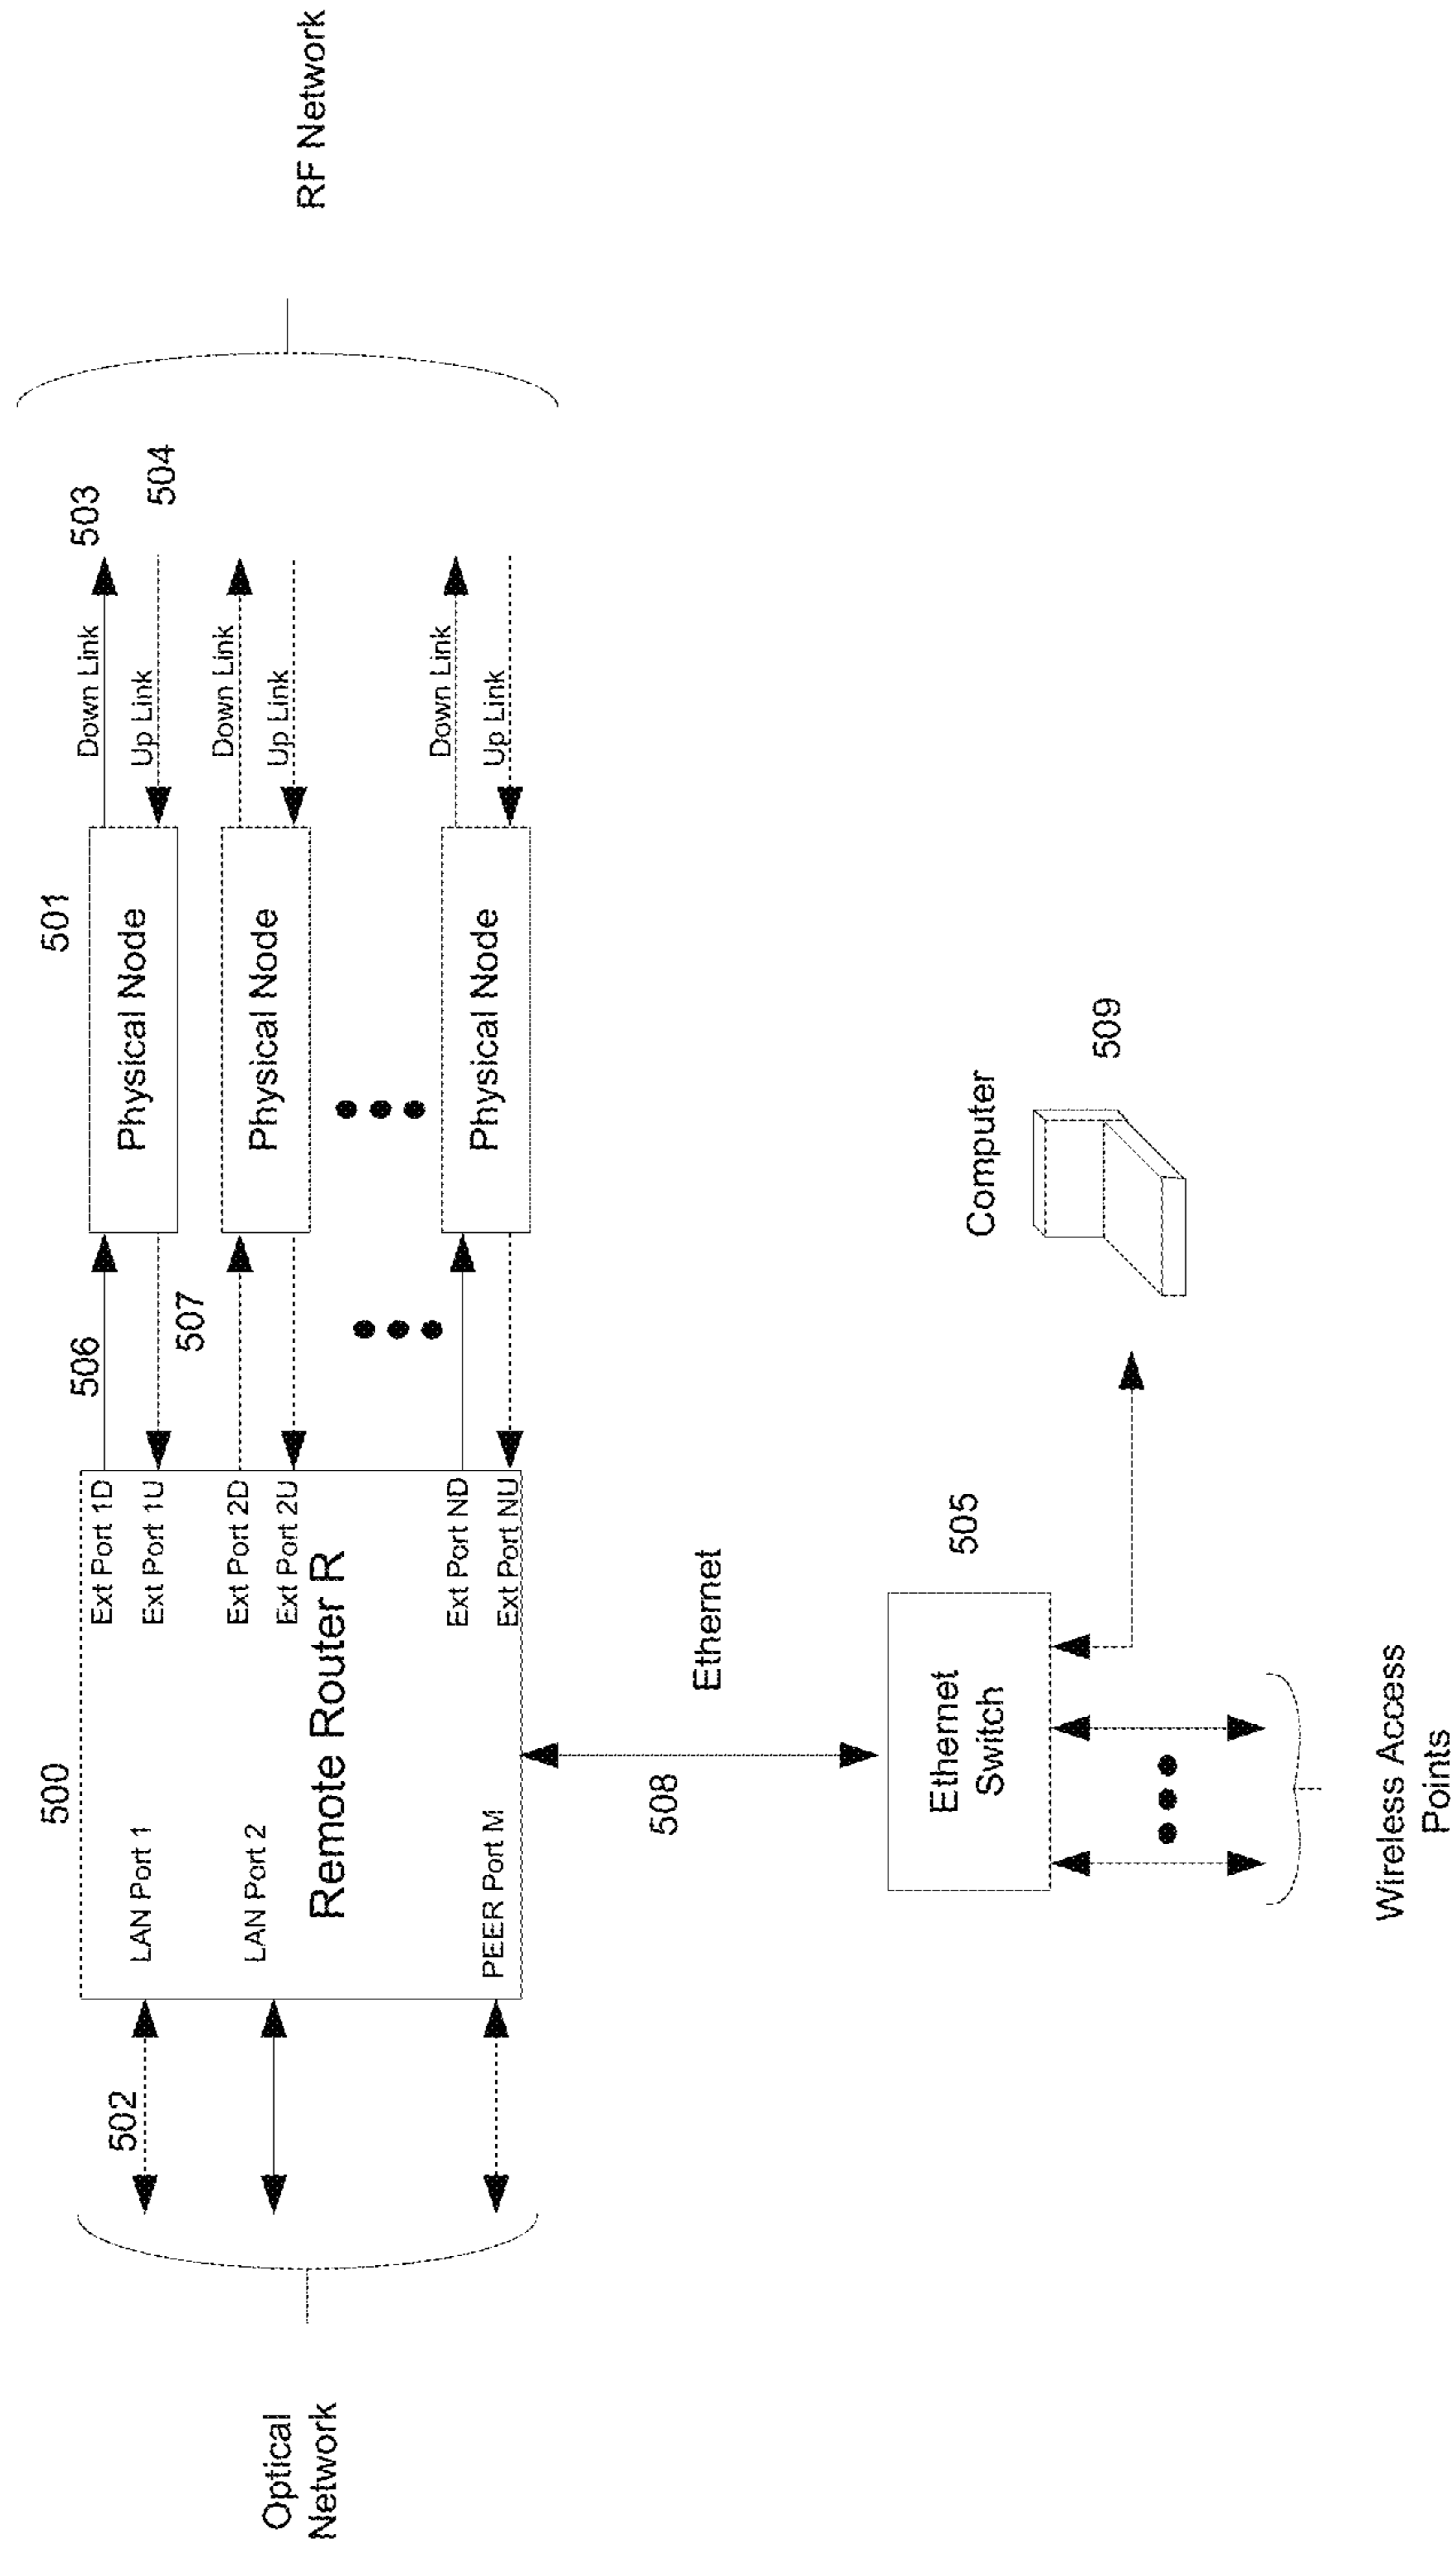 Optical
Network
502
500
LAN Port 1
LAN Port 2
PEER Port M
Remote Router R
Ext Port 1D
Ext Port 1U
Ext Port 2D
Ext Port 2U
Ext Port ND
Ext Port NU
506
507
501
Physical Node
Physical Node
Physical Node
Down Link
Up Link
Down Link
Up Link
Down Link
Up Link
503
504
RF Network
508
Ethernet
Ethernet
Switch
505
Computer
509
Wireless Access
Points